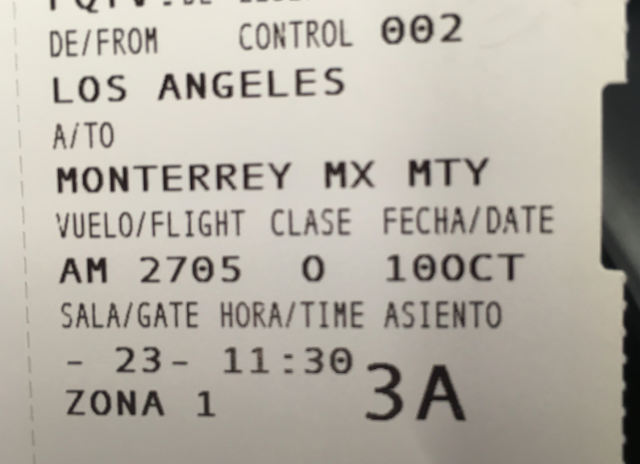 DE/FROM CONTROL 002
LOS ANGELES
A/TO
MONTERREY MX MTY
VUELO/FLIGHT CLASE FECHA/DATE
AM 2705 O 10OCT
SALA/GATE HORA/TIME ASIENTO
- 23- 11:30 3A
ZONA 1